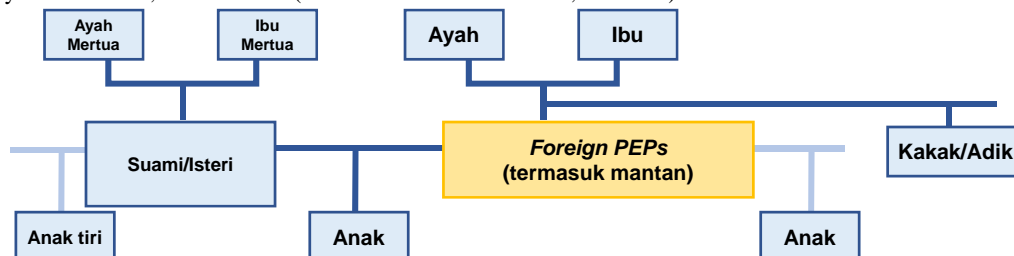 Ayah
Mertua
Ibu
Mertua
Ayah
Ibu
Suami/Isteri
Foreign PEPs
(termasuk mantan)
Kakak/Adik
Anak tiri
Anak
Anak